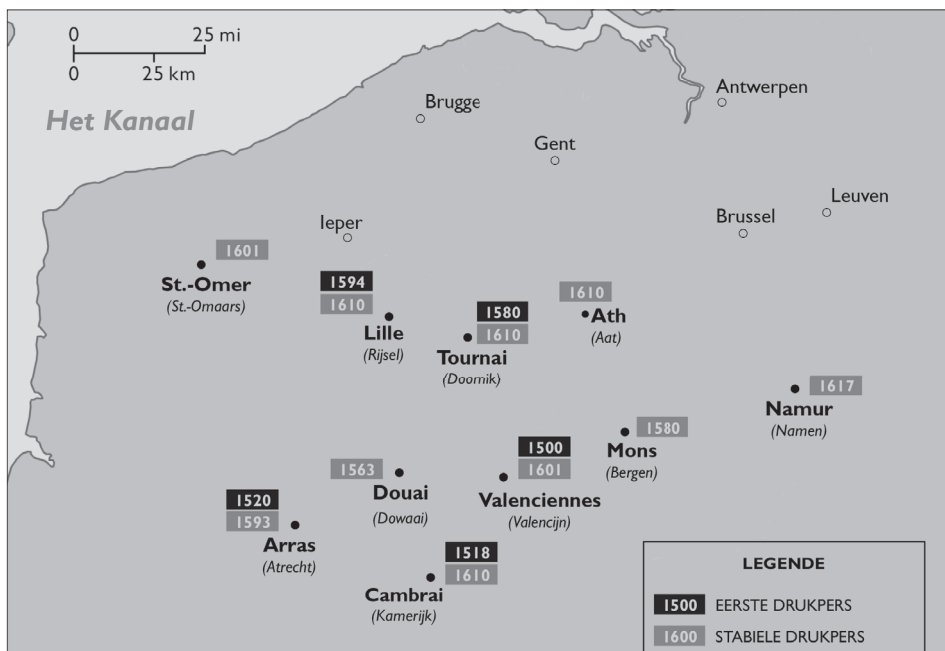 0 25 mi
0 25 km
Het Kanaal
Antwerpen
Brugge
Gent
Leuven
Brussel
Ieper
1601
St.-Omer
(St.-Omaars)
1594
1610
Lille
(Rijsel)
1580
1610
Tournai
(Doornik)
1610
Ath
(Aat)
1617
Namur
(Namen)
1580
Mons
(Bergen)
1500
1601
Valenciennes
(Valencijn)
1563
Douai
(Dowaai)
1520
1593
Arras
(Atrecht)
1518
1610
Cambrai
(Kamerijk)
LEGENDE
1500 EERSTE DRUKPERS
1600 STABIELE DRUKPERS